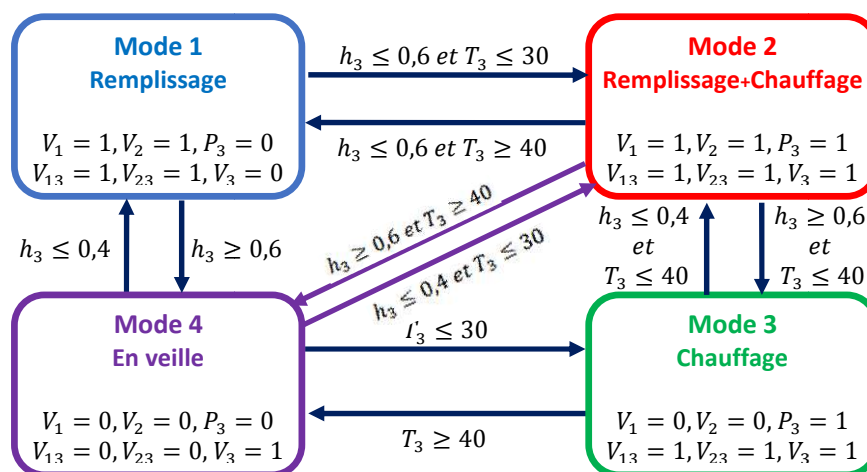 Mode 1
Remplissage
V₁ = 1, V₂ = 1, P₃ = 0
V₁₃ = 1, V₂₃ = 1, V₃ = 0
h₃ ≤ 0,6 et T₃ ≤ 30
h₃ ≤ 0,6 et T₃ ≥ 40
Mode 2
Remplissage+Chauffage
V₁ = 1, V₂ = 1, P₃ = 1
V₁₃ = 1, V₂₃ = 1, V₃ = 1
h₃ ≤ 0,4
h₃ ≥ 0,6
h₃ ≥ 0,6 et T₃ ≥ 40
h₃ ≤ 0,4 et T₃ ≤ 30
h₃ ≤ 0,4
et
T₃ ≤ 40
h₃ ≥ 0,6
et
T₃ ≤ 40
Mode 4
En veille
V₁ = 0, V₂ = 0, P₃ = 0
V₁₃ = 0, V₂₃ = 0, V₃ = 1
T₃ ≤ 30
T₃ ≥ 40
Mode 3
Chauffage
V₁ = 0, V₂ = 0, P₃ = 1
V₁₃ = 1, V₂₃ = 1, V₃ = 1